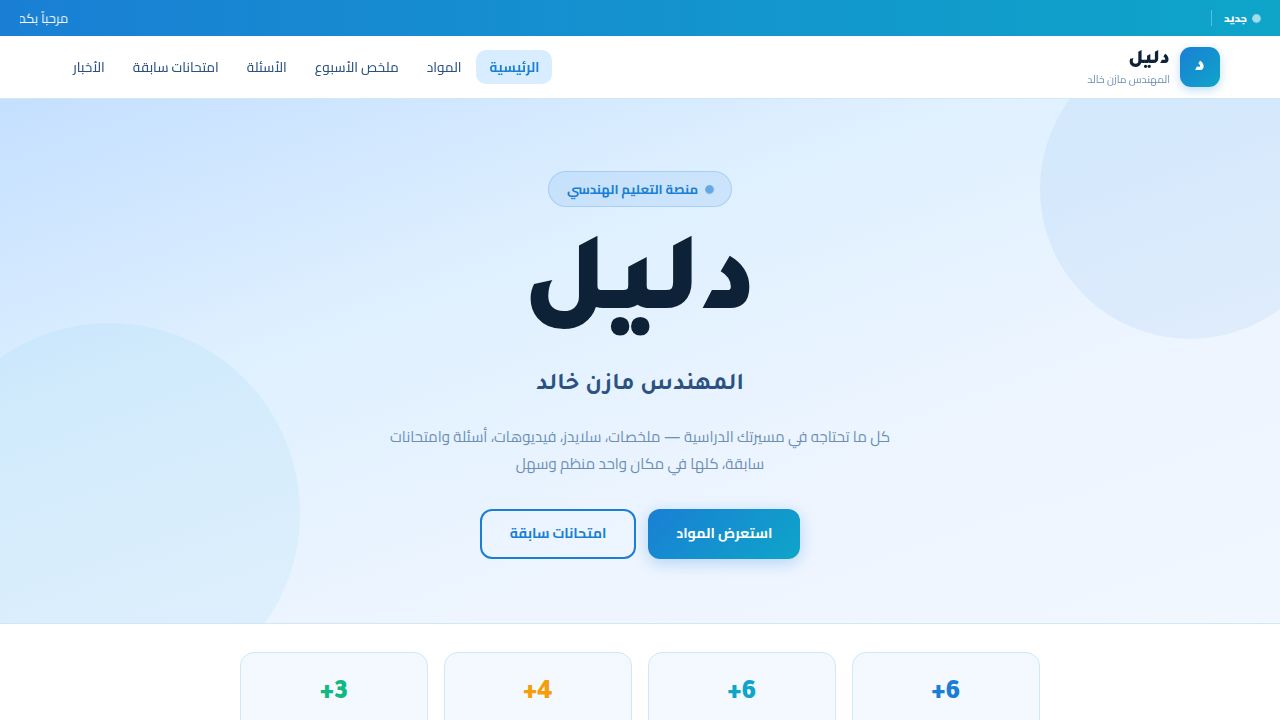 جديد
مرحباً بكد
د
دليل
المهندس مازن خالد
الرئيسية
المواد
ملخص الأسبوع
الأسئلة
امتحانات سابقة
الأخبار
منصة التعليم الهندسي
دليل
المهندس مازن خالد
كل ما تحتاجه في مسيرتك الدراسية — ملخصات، سلايدز، فيديوهات، أسئلة وامتحانات
سابقة، كلها في مكان واحد منظم وسهل
استعرض المواد
امتحانات سابقة
+6
+6
+4
+3